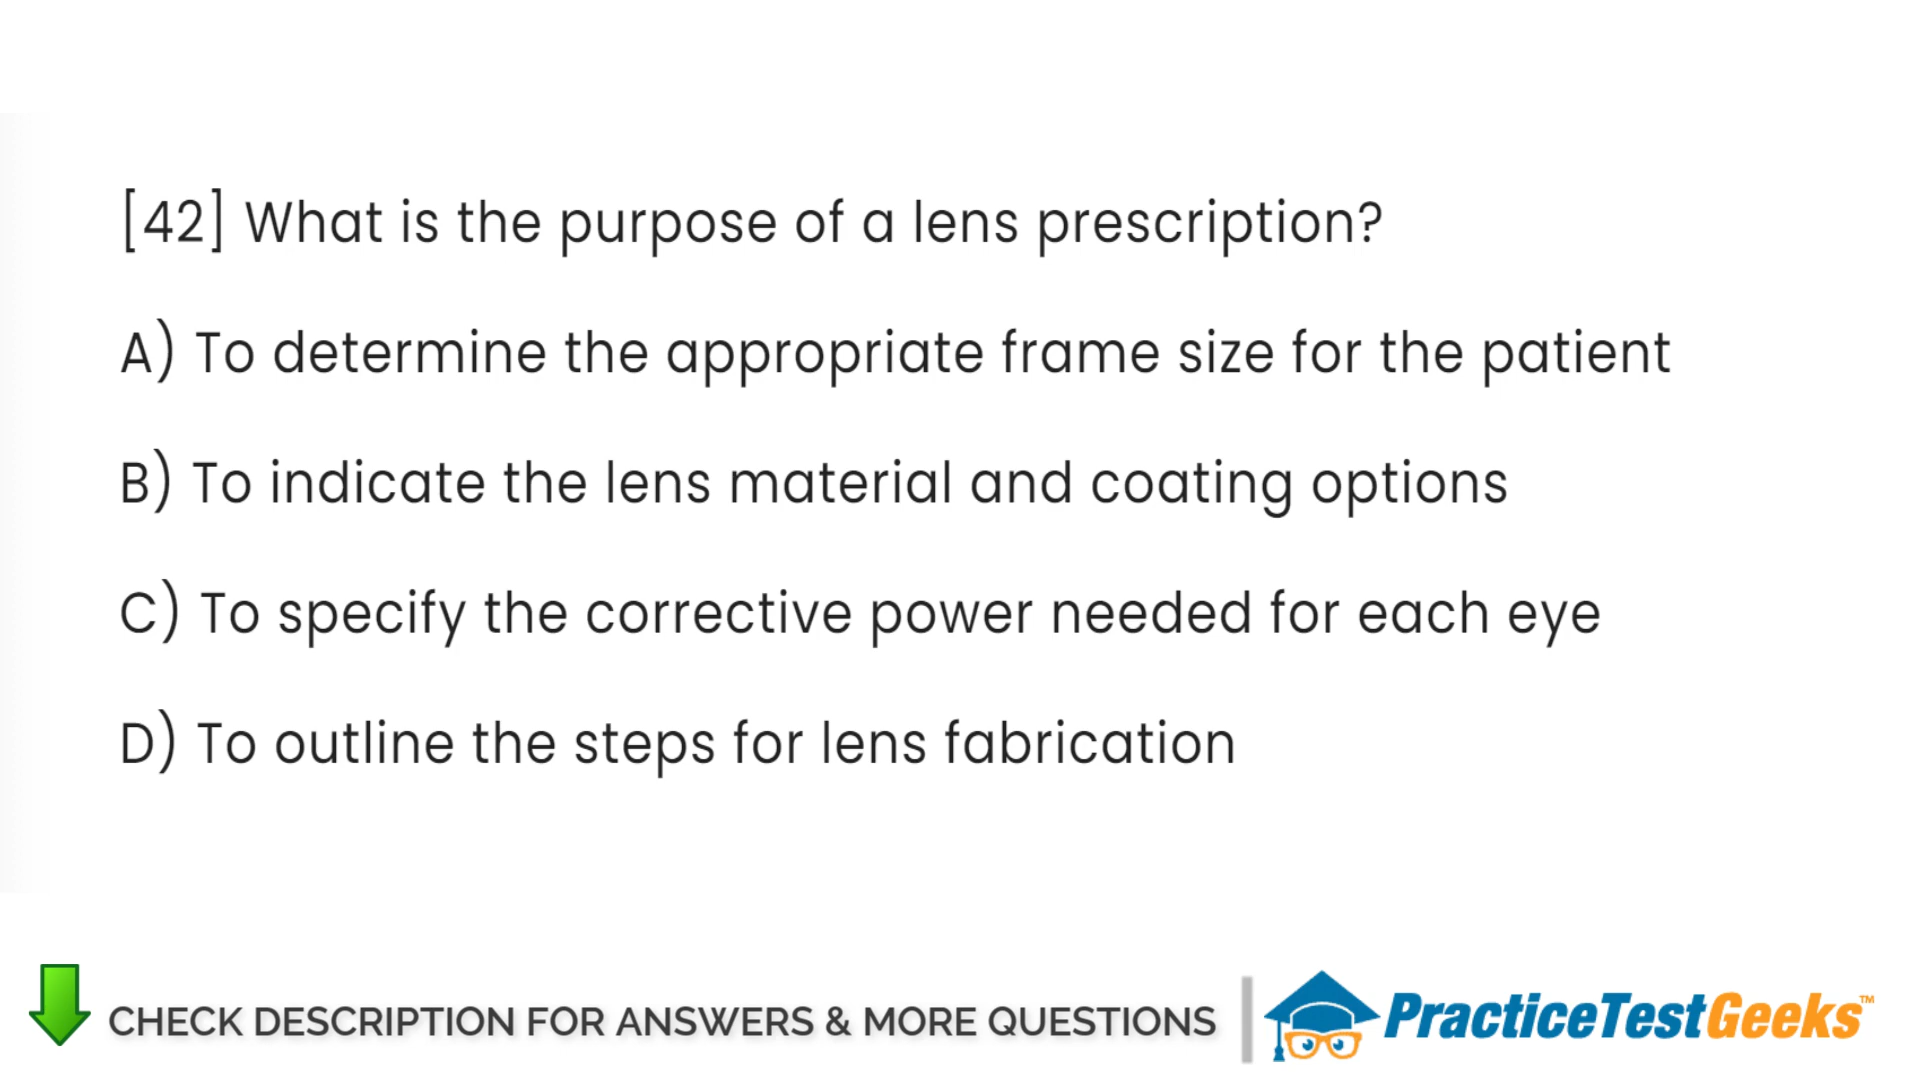 [42] What is the purpose of a lens prescription?
A) To determine the appropriate frame size for the patient
B) To indicate the lens material and coating options
C) To specify the corrective power needed for each eye
D) To outline the steps for lens fabrication
CHECK DESCRIPTION FOR ANSWERS & MORE QUESTIONS
PracticeTestGeeks™